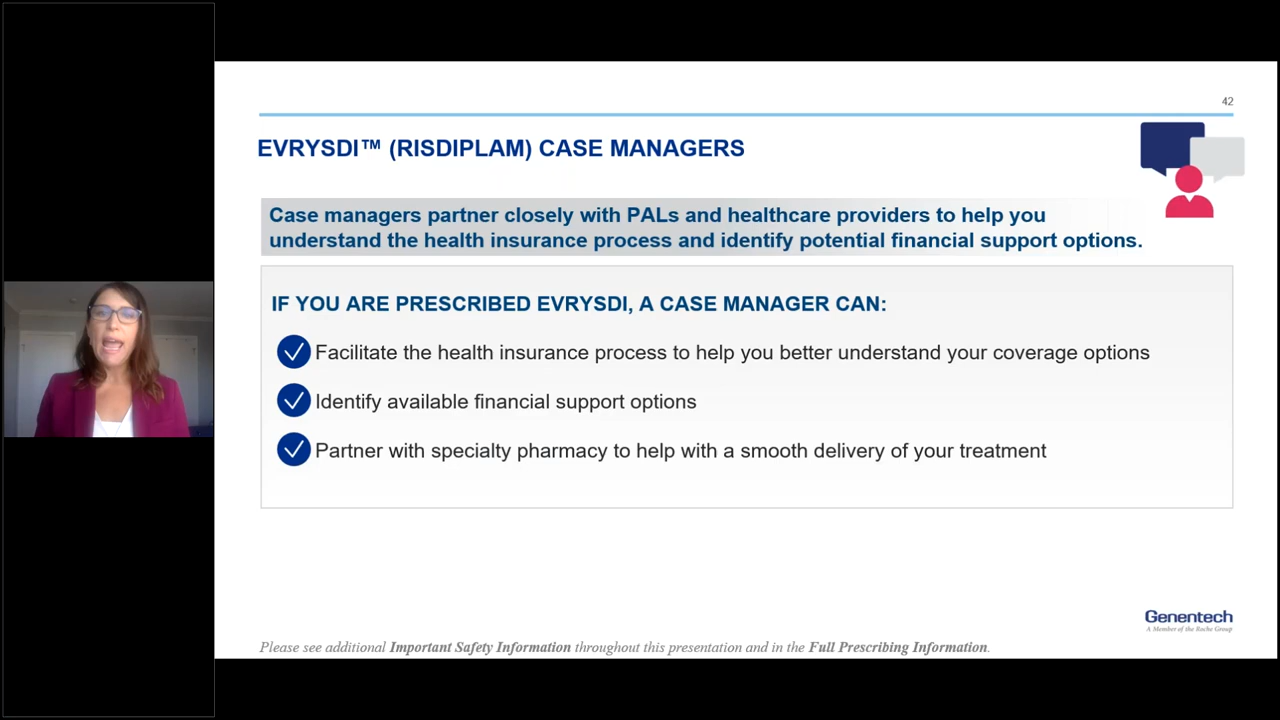 42
EVRYSDI™ (RISDIPLAM) CASE MANAGERS
Case managers partner closely with PALs and healthcare providers to help you
understand the health insurance process and identify potential financial support options.
IF YOU ARE PRESCRIBED EVRYSDI, A CASE MANAGER CAN:
Facilitate the health insurance process to help you better understand your coverage options
Identify available financial support options
Partner with specialty pharmacy to help with a smooth delivery of your treatment
Genentech
A Member of the Roche Group
Please see additional Important Safety Information throughout this presentation and in the Full Prescribing Information.